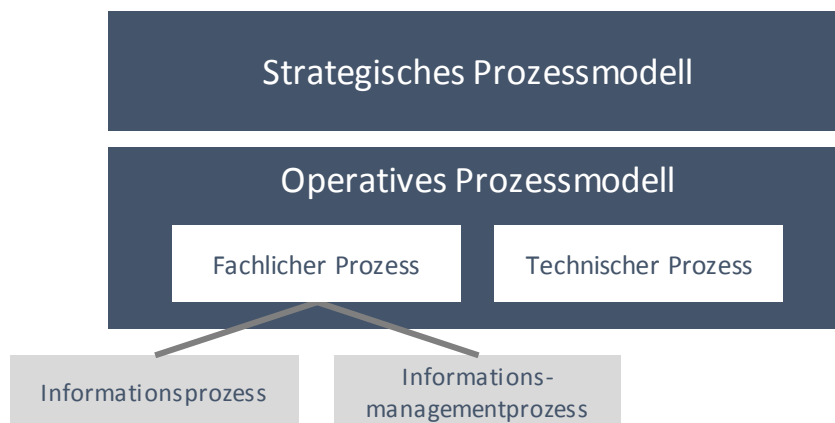 Strategisches Prozessmodell
Operatives Prozessmodell
Fachlicher Prozess
Technischer Prozess
Informationsprozess
Informations-
managementprozess